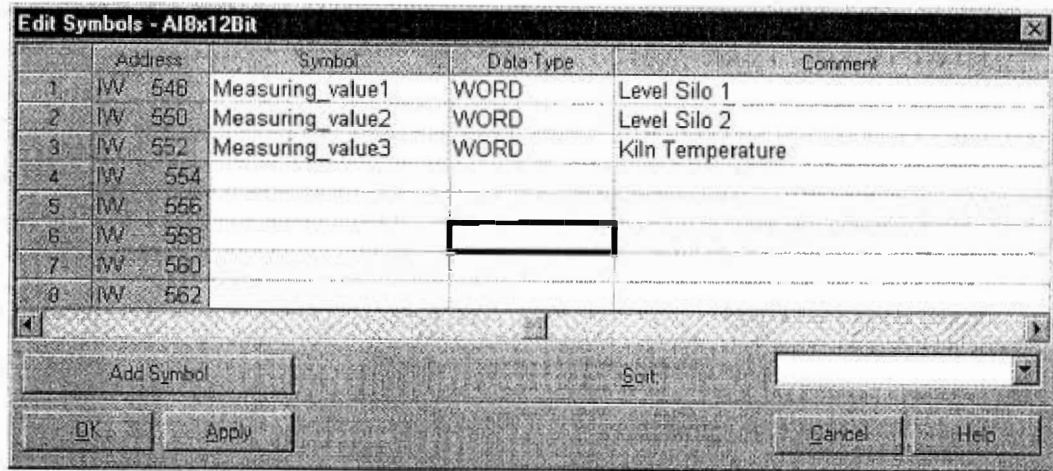 Edit Symbols - AI8x12Bit
Address Symbol Data Type Comment
1 IW 548 Measuring_value1 WORD Level Silo 1
2 IW 550 Measuring_value2 WORD Level Silo 2
3 IW 552 Measuring_value3 WORD Kiln Temperature
4 IW 554
5 IW 556
6 IW 558
7 IW 560
8 IW 562
Add Symbol Sort:
OK Apply Cancel Help